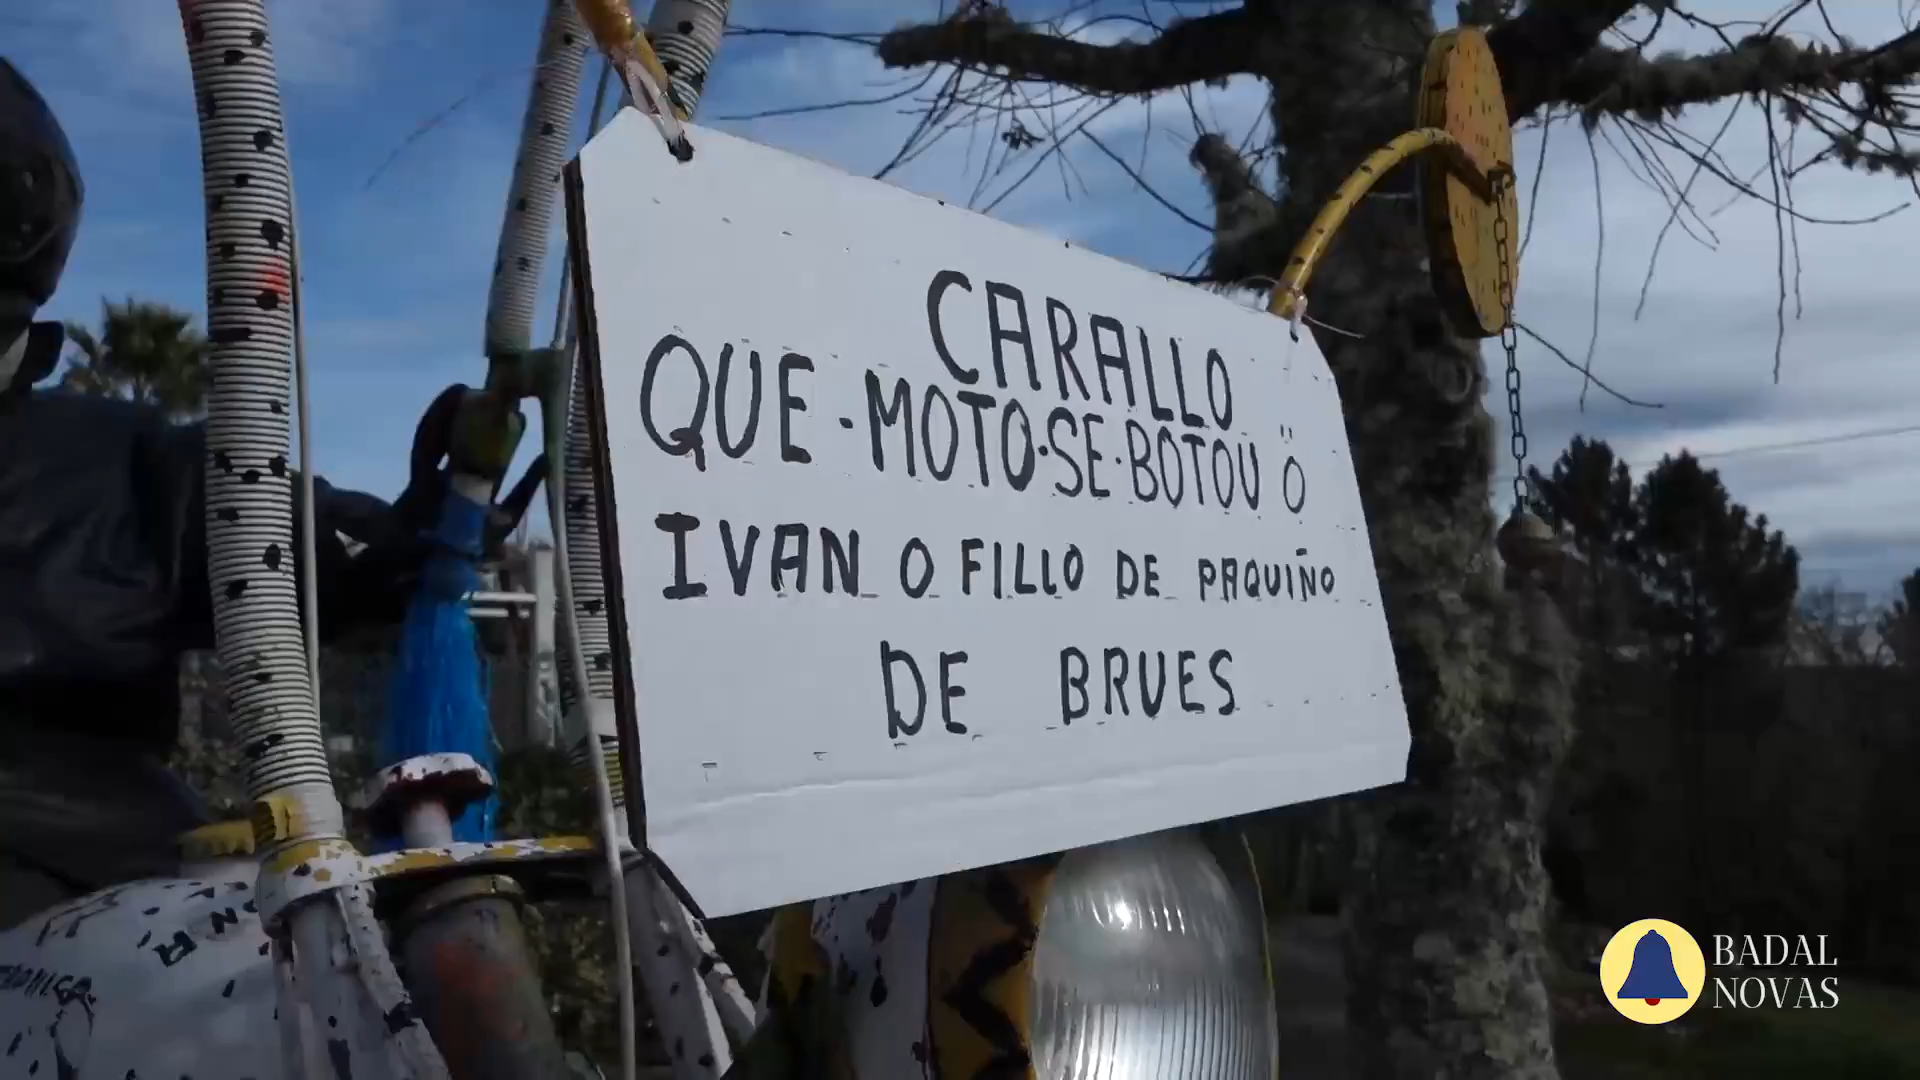 CARALLO
QUE·MOTO·SE·BOTOU Ö
IVAN O FILLO DE PAQUIÑO
DE BRUES
BADAL
NOVAS